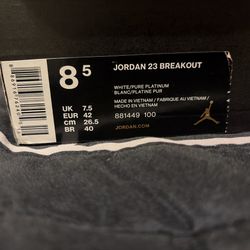 8 5
JORDAN 23 BREAKOUT
WHITE/PURE PLATINUM
BLANC/PLATINE PUR
UK 7.5
EUR 42
cm 26.5
BR 40
MADE IN VIETNAM / FABRIQUE AU VIETNAM /
HECHO EN VIETNAM
881449 100
JORDAN.COM